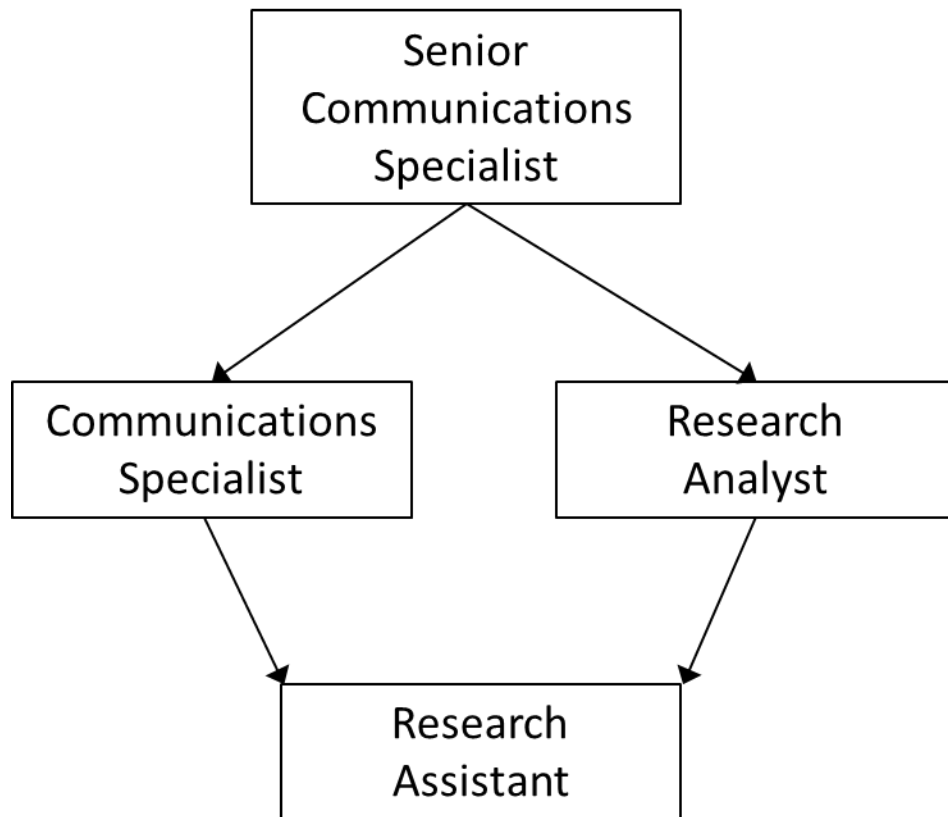 Senior
Communications
Specialist
Communications
Specialist
Research
Analyst
Research
Assistant